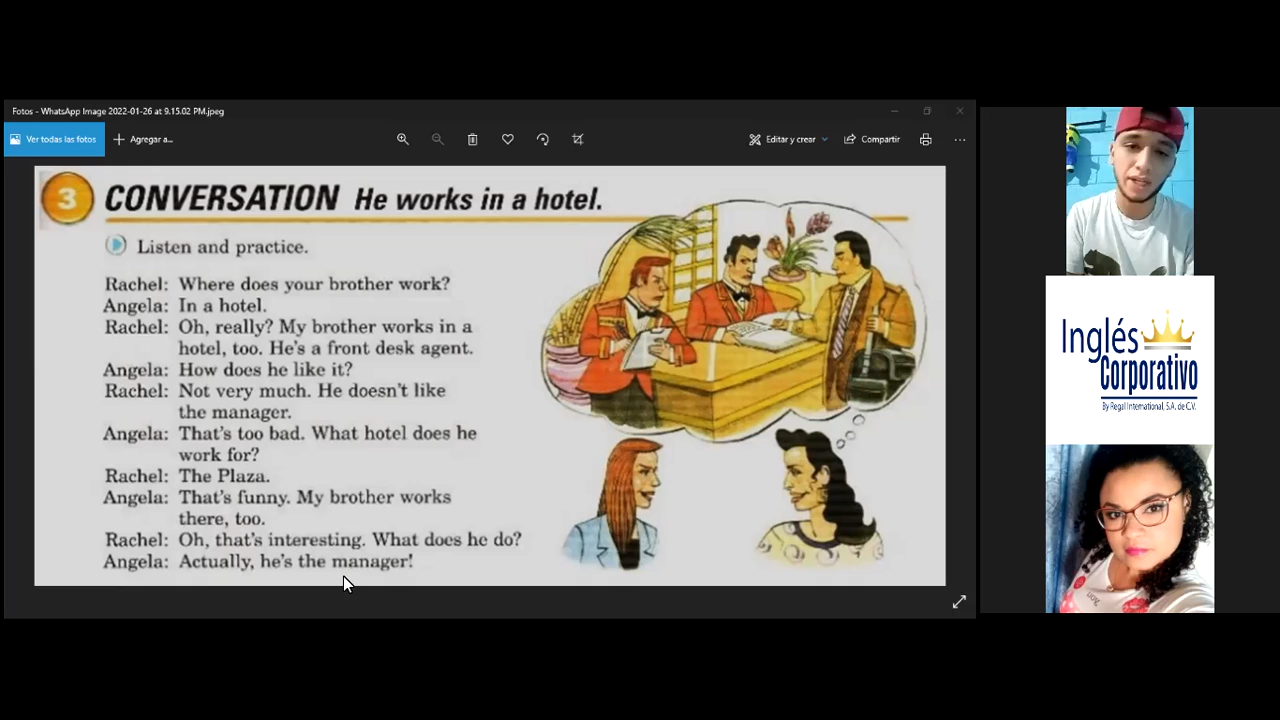 Fotos - WhatsApp Image 2022-01-26 at 9.15.02 PM.jpeg
Ver todas las fotos
Agregar a...
Editar y crear
Compartir
3 CONVERSATION He works in a hotel.
Listen and practice.
Rachel: Where does your brother work?
Angela: In a hotel.
Rachel: Oh, really? My brother works in a
hotel, too. He's a front desk agent.
Angela: How does he like it?
Rachel: Not very much. He doesn't like
the manager.
Angela: That's too bad. What hotel does he
work for?
Rachel: The Plaza.
Angela: That's funny. My brother works
there, too.
Rachel: Oh, that's interesting. What does he do?
Angela: Actually, he's the manager!
Inglés
Corporativo
By Regal International, S.A. de C.V.